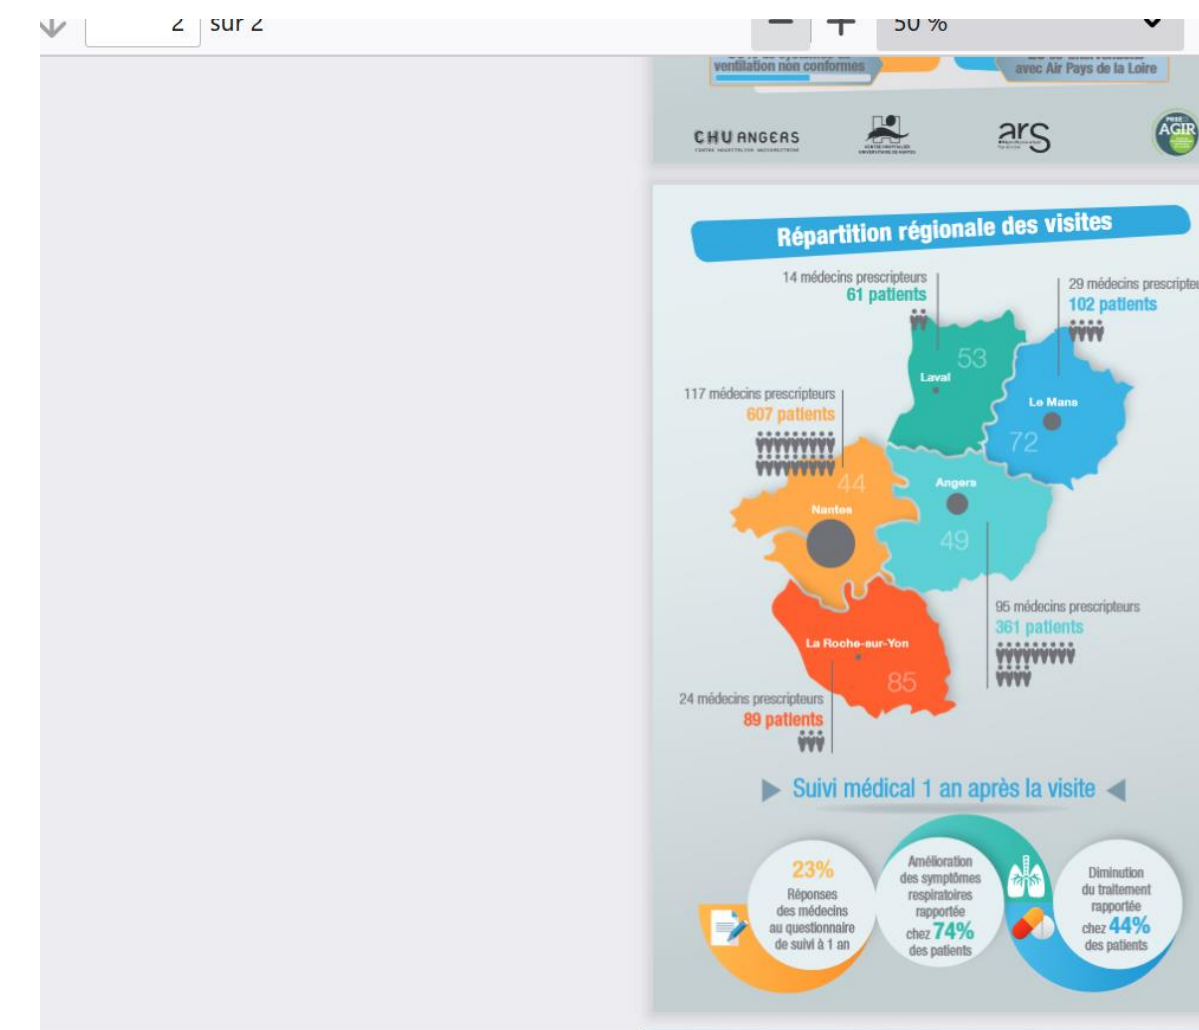 2 sur 2
50 %
ventilation non conformes
avec Air Pays de la Loire
CHU ANGERS
CENTRE HOSPITALIER UNIVERSITAIRE
ars
AGIR
Répartition régionale des visites
14 médecins prescripteurs
61 patients
29 médecins prescripteu
102 patients
53
Laval
117 médecins prescripteurs
607 patients
Le Mans
72
44
Angers
Nantes
49
95 médecins prescripteurs
361 patients
La Roche-sur-Yon
85
24 médecins prescripteurs
89 patients
Suivi médical 1 an après la visite
23%
Réponses
des médecins
au questionnaire
de suivi à 1 an
Amélioration
des symptômes
respiratoires
rapportée
chez 74%
des patients
Diminution
du traitement
rapportée
chez 44%
des patients